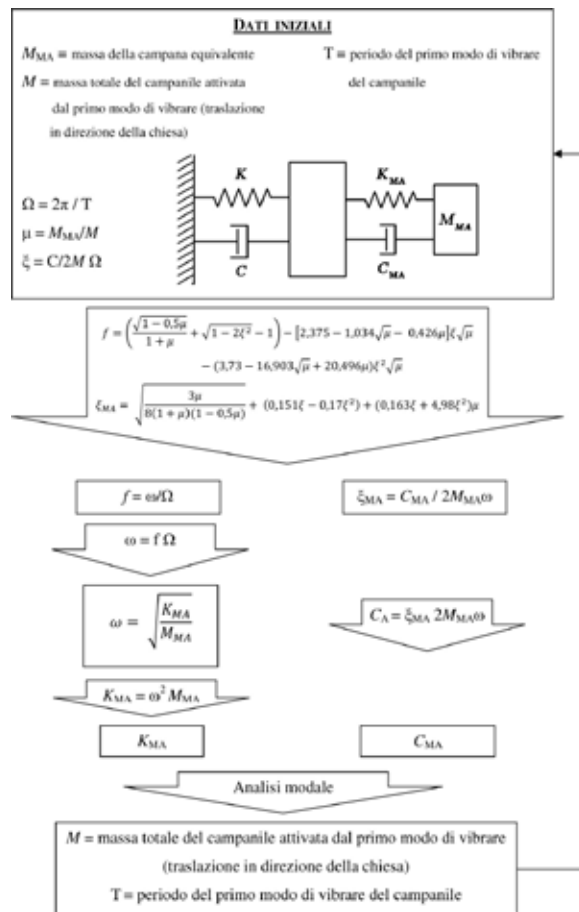 DATI INIZIALI
M_MA = massa della campana equivalente
M = massa totale del campanile attivata
dal primo modo di vibrare (traslazione
in direzione della chiesa)
T = periodo del primo modo di vibrare
del campanile
Ω = 2π / T
μ = M_MA/M
ξ = C/2M Ω
K
C
K_MA
C_MA
M_MA
f = (√(1 − 0,5μ)/(1 + μ) + √(1 − 2ξ²) − 1) − [2,375 − 1,034√μ − 0,426μ]ξ√μ
− (3,73 − 16,903√μ + 20,496μ)ξ²√μ
ξ_MA = √(3μ/(8(1 + μ)(1 − 0,5μ))) + (0,151ξ − 0,17ξ²) + (0,163ξ + 4,98ξ²)μ
f = ω/Ω
ξ_MA = C_MA / 2M_MAω
ω = f Ω
ω = √(K_MA/M_MA)
C_A = ξ_MA 2M_MAω
K_MA = ω² M_MA
K_MA
C_MA
Analisi modale
M = massa totale del campanile attivata dal primo modo di vibrare
(traslazione in direzione della chiesa)
T = periodo del primo modo di vibrare del campanile